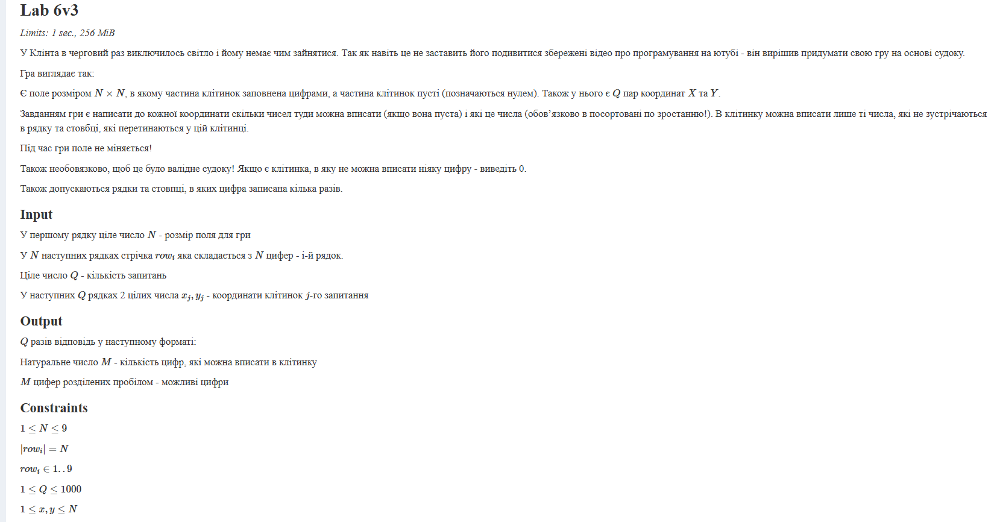 Lab 6v3
Limits: 1 sec., 256 MiB
У Клінта в черговий раз виключилось світло і йому немає чим зайнятися. Так як навіть це не заставить його подивитися збережені відео про програмування на ютубі - він вирішив придумати свою гру на основі судоку.
Гра виглядає так:
Є поле розміром N × N, в якому частина клітинок заповнена цифрами, а частина клітинок пусті (позначаються нулем). Також у нього є Q пар координат X та Y.
Завданням гри є написати до кожної координати скільки чисел туди можна вписати (якщо вона пуста) і які це числа (обов’язково в посортовані по зростанню!). В клітинку можна вписати лише ті числа, які не зустрічаються
в рядку та стовбці, які перетинаються у цій клітинці.
Під час гри поле не міняється!
Також необовязково, щоб це було валідне судоку! Якщо є клітинка, в яку не можна вписати ніяку цифру - виведіть 0.
Також допускаються рядки та стовпці, в яких цифра записана кілька разів.
Input
У першому рядку ціле число N - розмір поля для гри
У N наступних рядках стрічка row_i яка складається з N цифер - і-й рядок.
Ціле число Q - кількість запитань
У наступних Q рядках 2 цілих числа x_j, y_j - координати клітинок j-го запитання
Output
Q разів відповідь у наступному форматі:
Натуральне число M - кількість цифр, які можна вписати в клітинку
M цифер розділених пробілом - можливі цифри
Constraints
1 ≤ N ≤ 9
|row_i| = N
row_i ∈ 1..9
1 ≤ Q ≤ 1000
1 ≤ x, y ≤ N